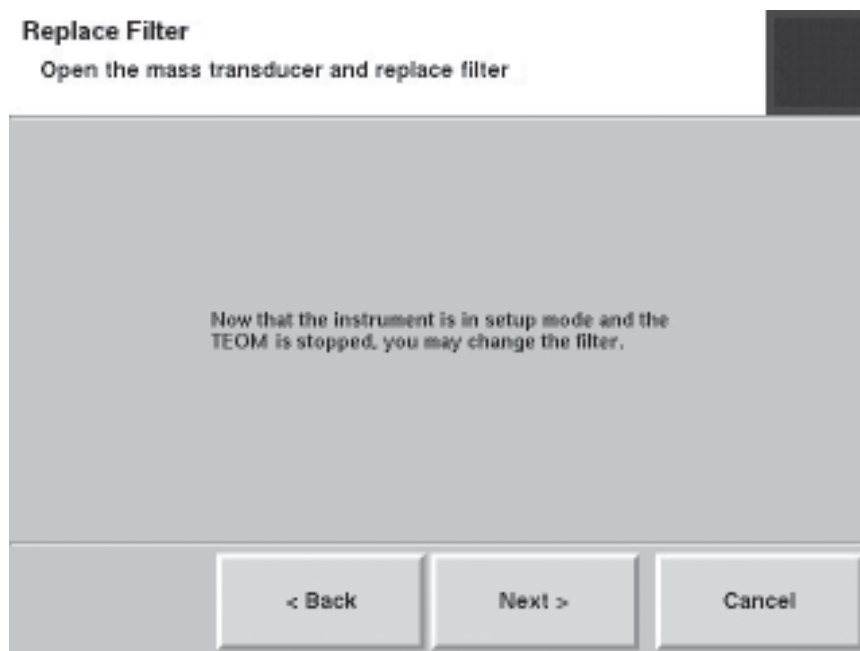 Replace Filter
Open the mass transducer and replace filter
Now that the instrument is in setup mode and the
TEOM is stopped, you may change the filter.
< Back
Next >
Cancel